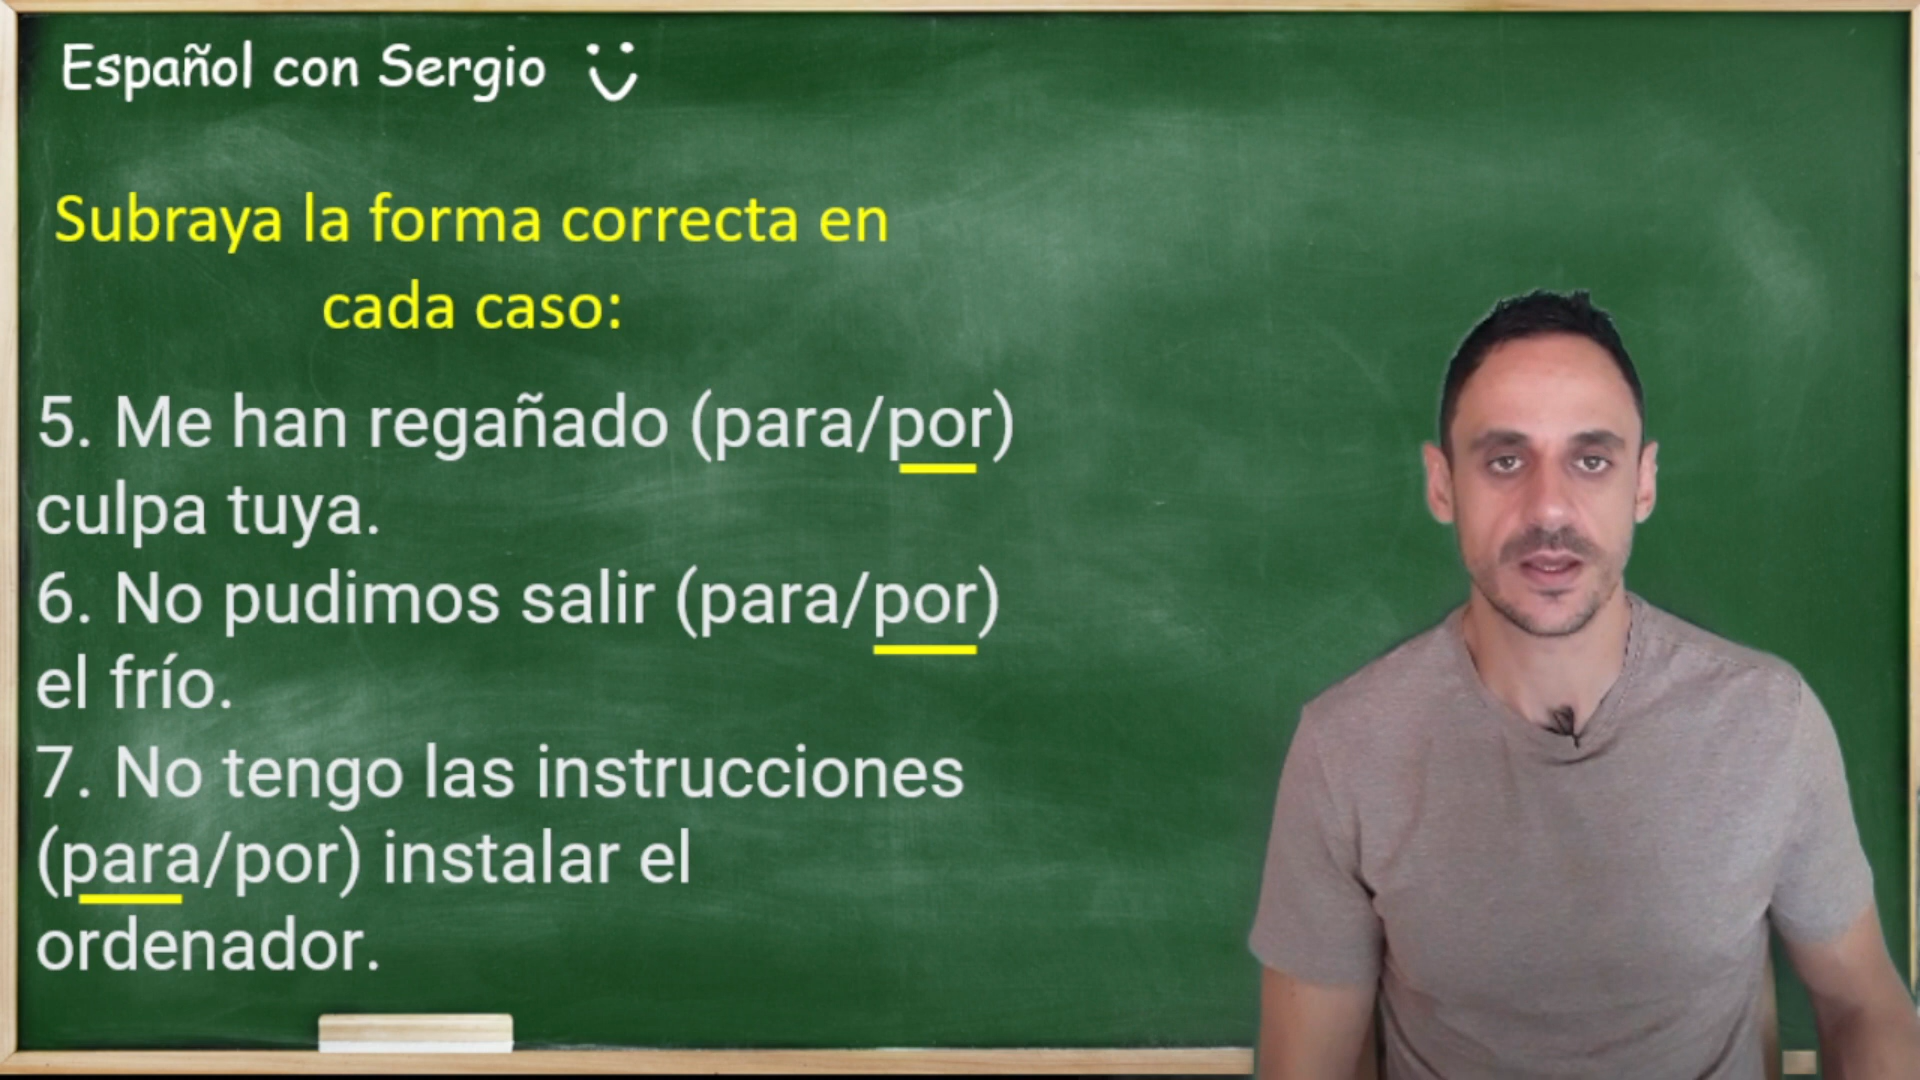 Español con Sergio
Subraya la forma correcta en
cada caso:
5. Me han regañado (para/por)
culpa tuya.
6. No pudimos salir (para/por)
el frío.
7. No tengo las instrucciones
(para/por) instalar el
ordenador.